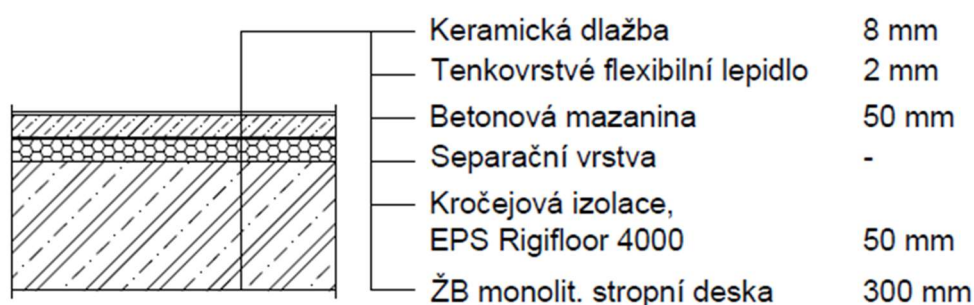 Keramická dlažba 8 mm
Tenkovrstvé flexibilní lepidlo 2 mm
Betonová mazanina 50 mm
Separační vrstva -
Kročejová izolace,
EPS Rigifloor 4000 50 mm
ŽB monolit. stropní deska 300 mm